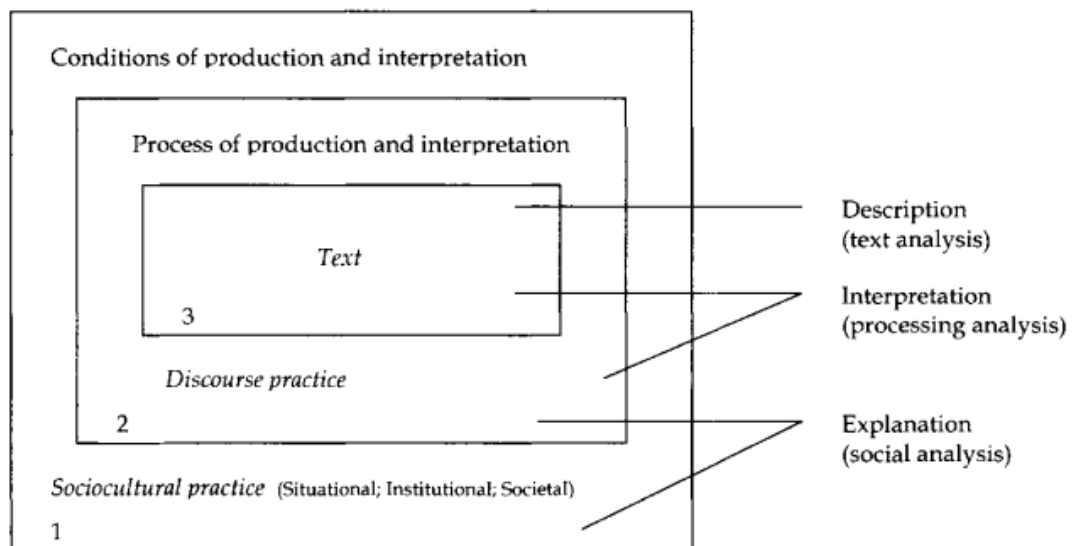 Conditions of production and interpretation
Process of production and interpretation
Text
3
Discourse practice
2
Sociocultural practice (Situational; Institutional; Societal)
1
Description
(text analysis)
Interpretation
(processing analysis)
Explanation
(social analysis)